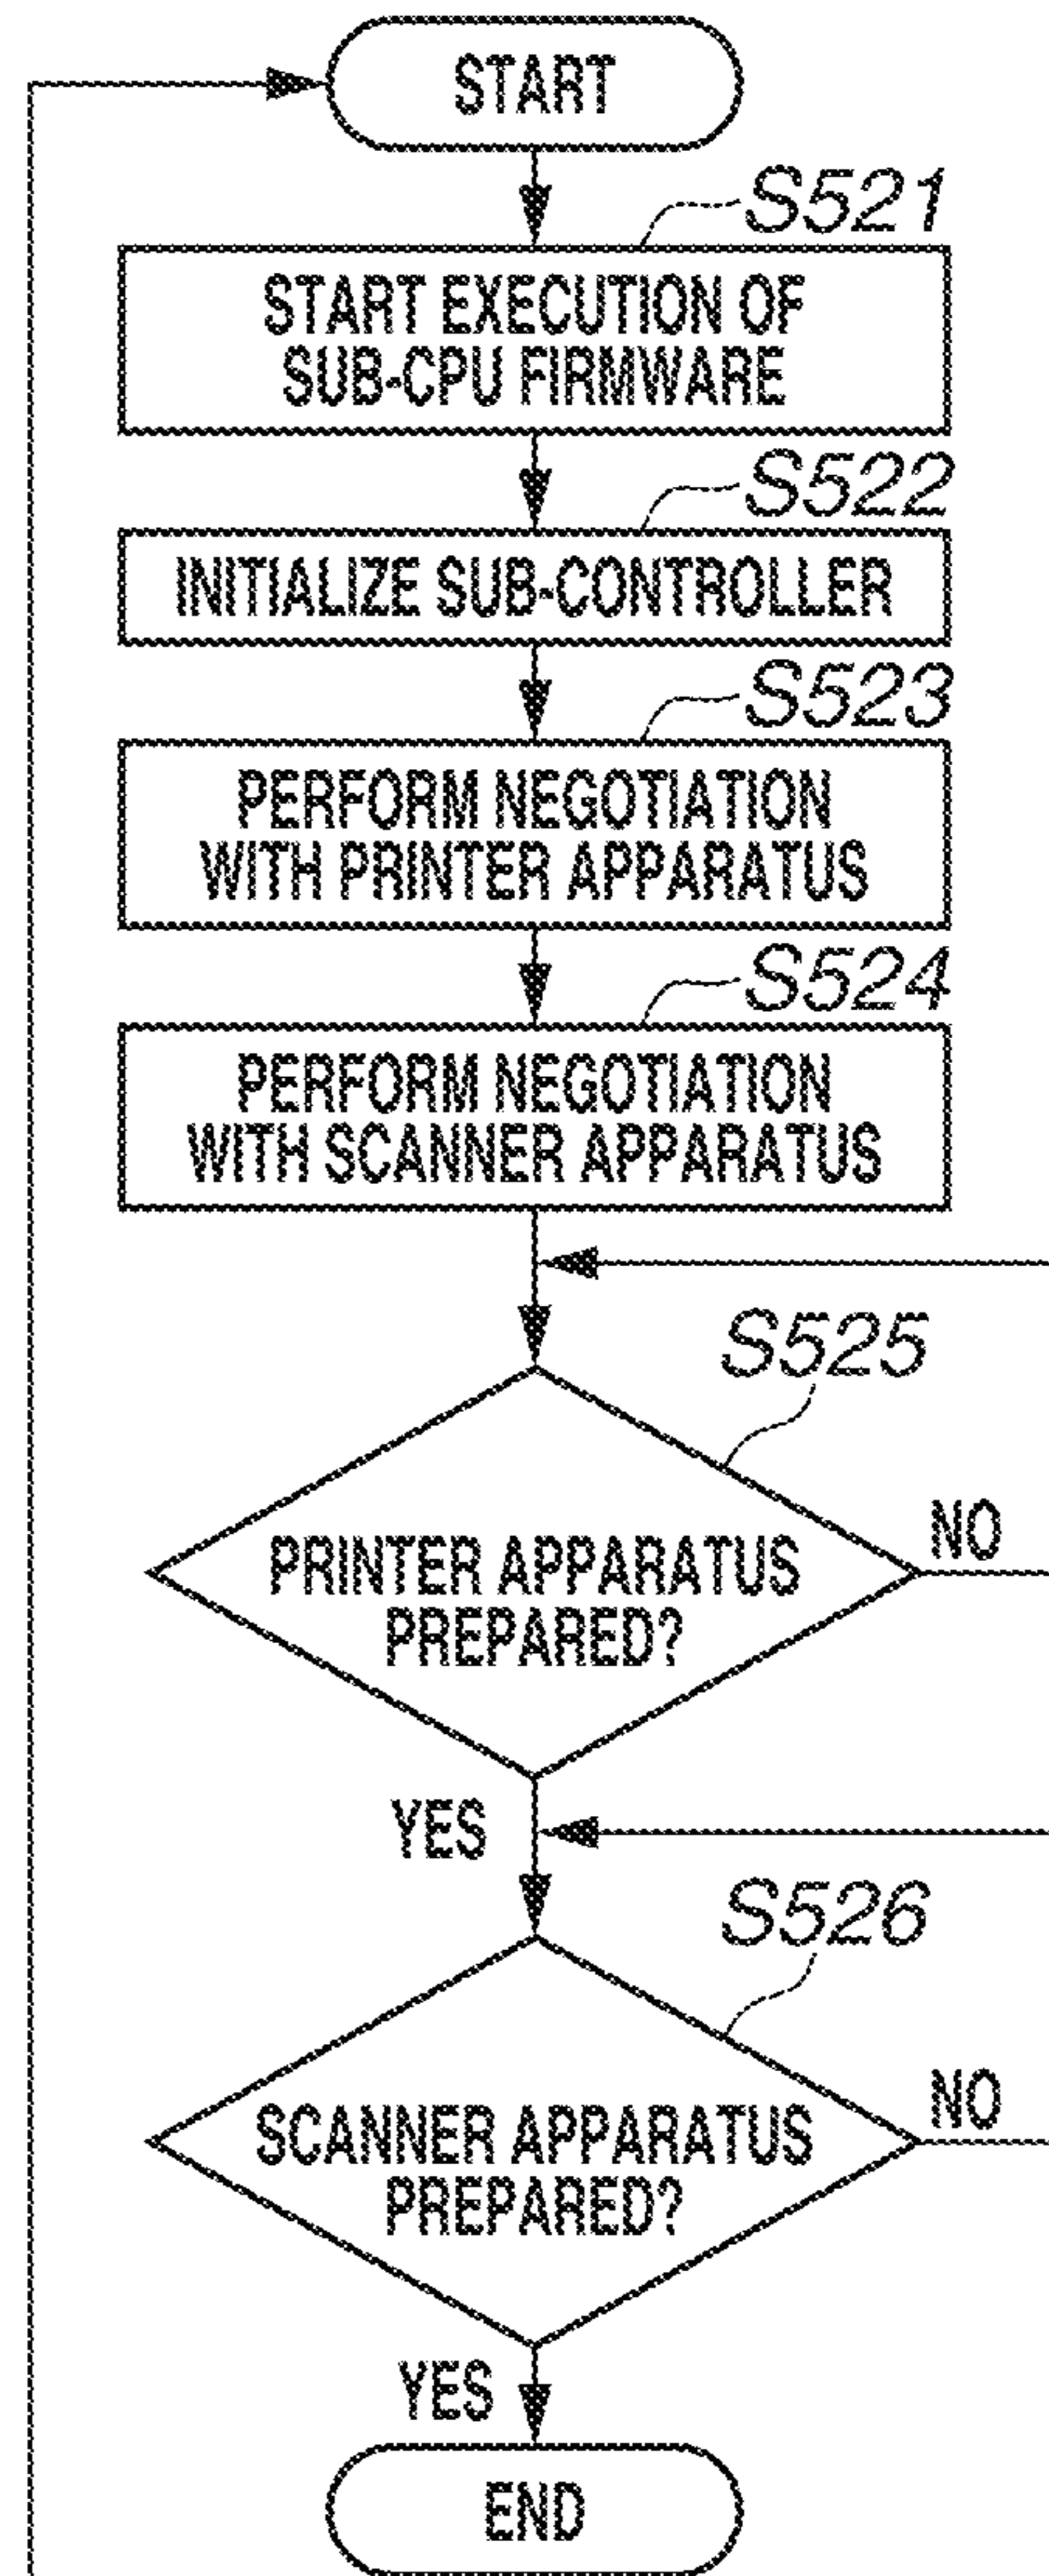 START
S521
START EXECUTION OF
SUB-CPU FIRMWARE
S522
INITIALIZE SUB-CONTROLLER
S523
PERFORM NEGOTIATION
WITH PRINTER APPARATUS
S524
PERFORM NEGOTIATION
WITH SCANNER APPARATUS
S525
PRINTER APPARATUS
PREPARED?
NO
YES
S526
SCANNER APPARATUS
PREPARED?
NO
YES
END